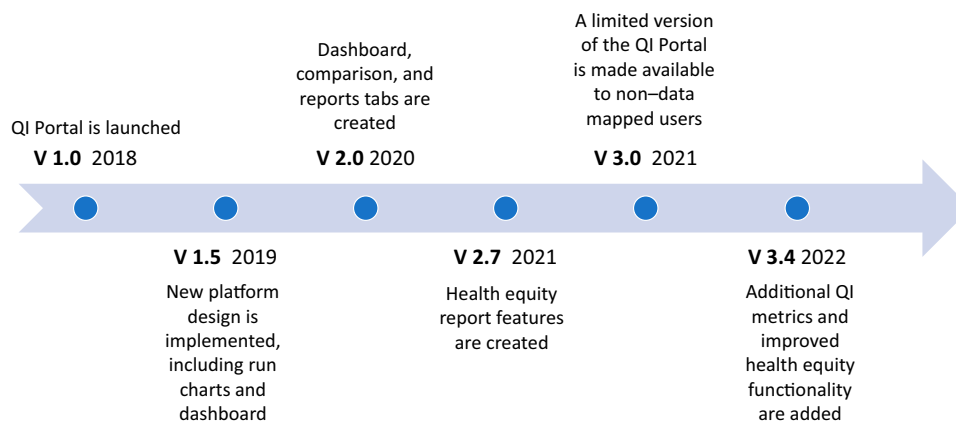 QI Portal is launched
V 1.0 2018
V 1.5 2019
New platform
design is
implemented,
including run
charts and
dashboard
Dashboard,
comparison, and
reports tabs are
created
V 2.0 2020
V 2.7 2021
Health equity
report features
are created
A limited version
of the QI Portal
is made available
to non–data
mapped users
V 3.0 2021
V 3.4 2022
Additional QI
metrics and
improved
health equity
functionality
are added